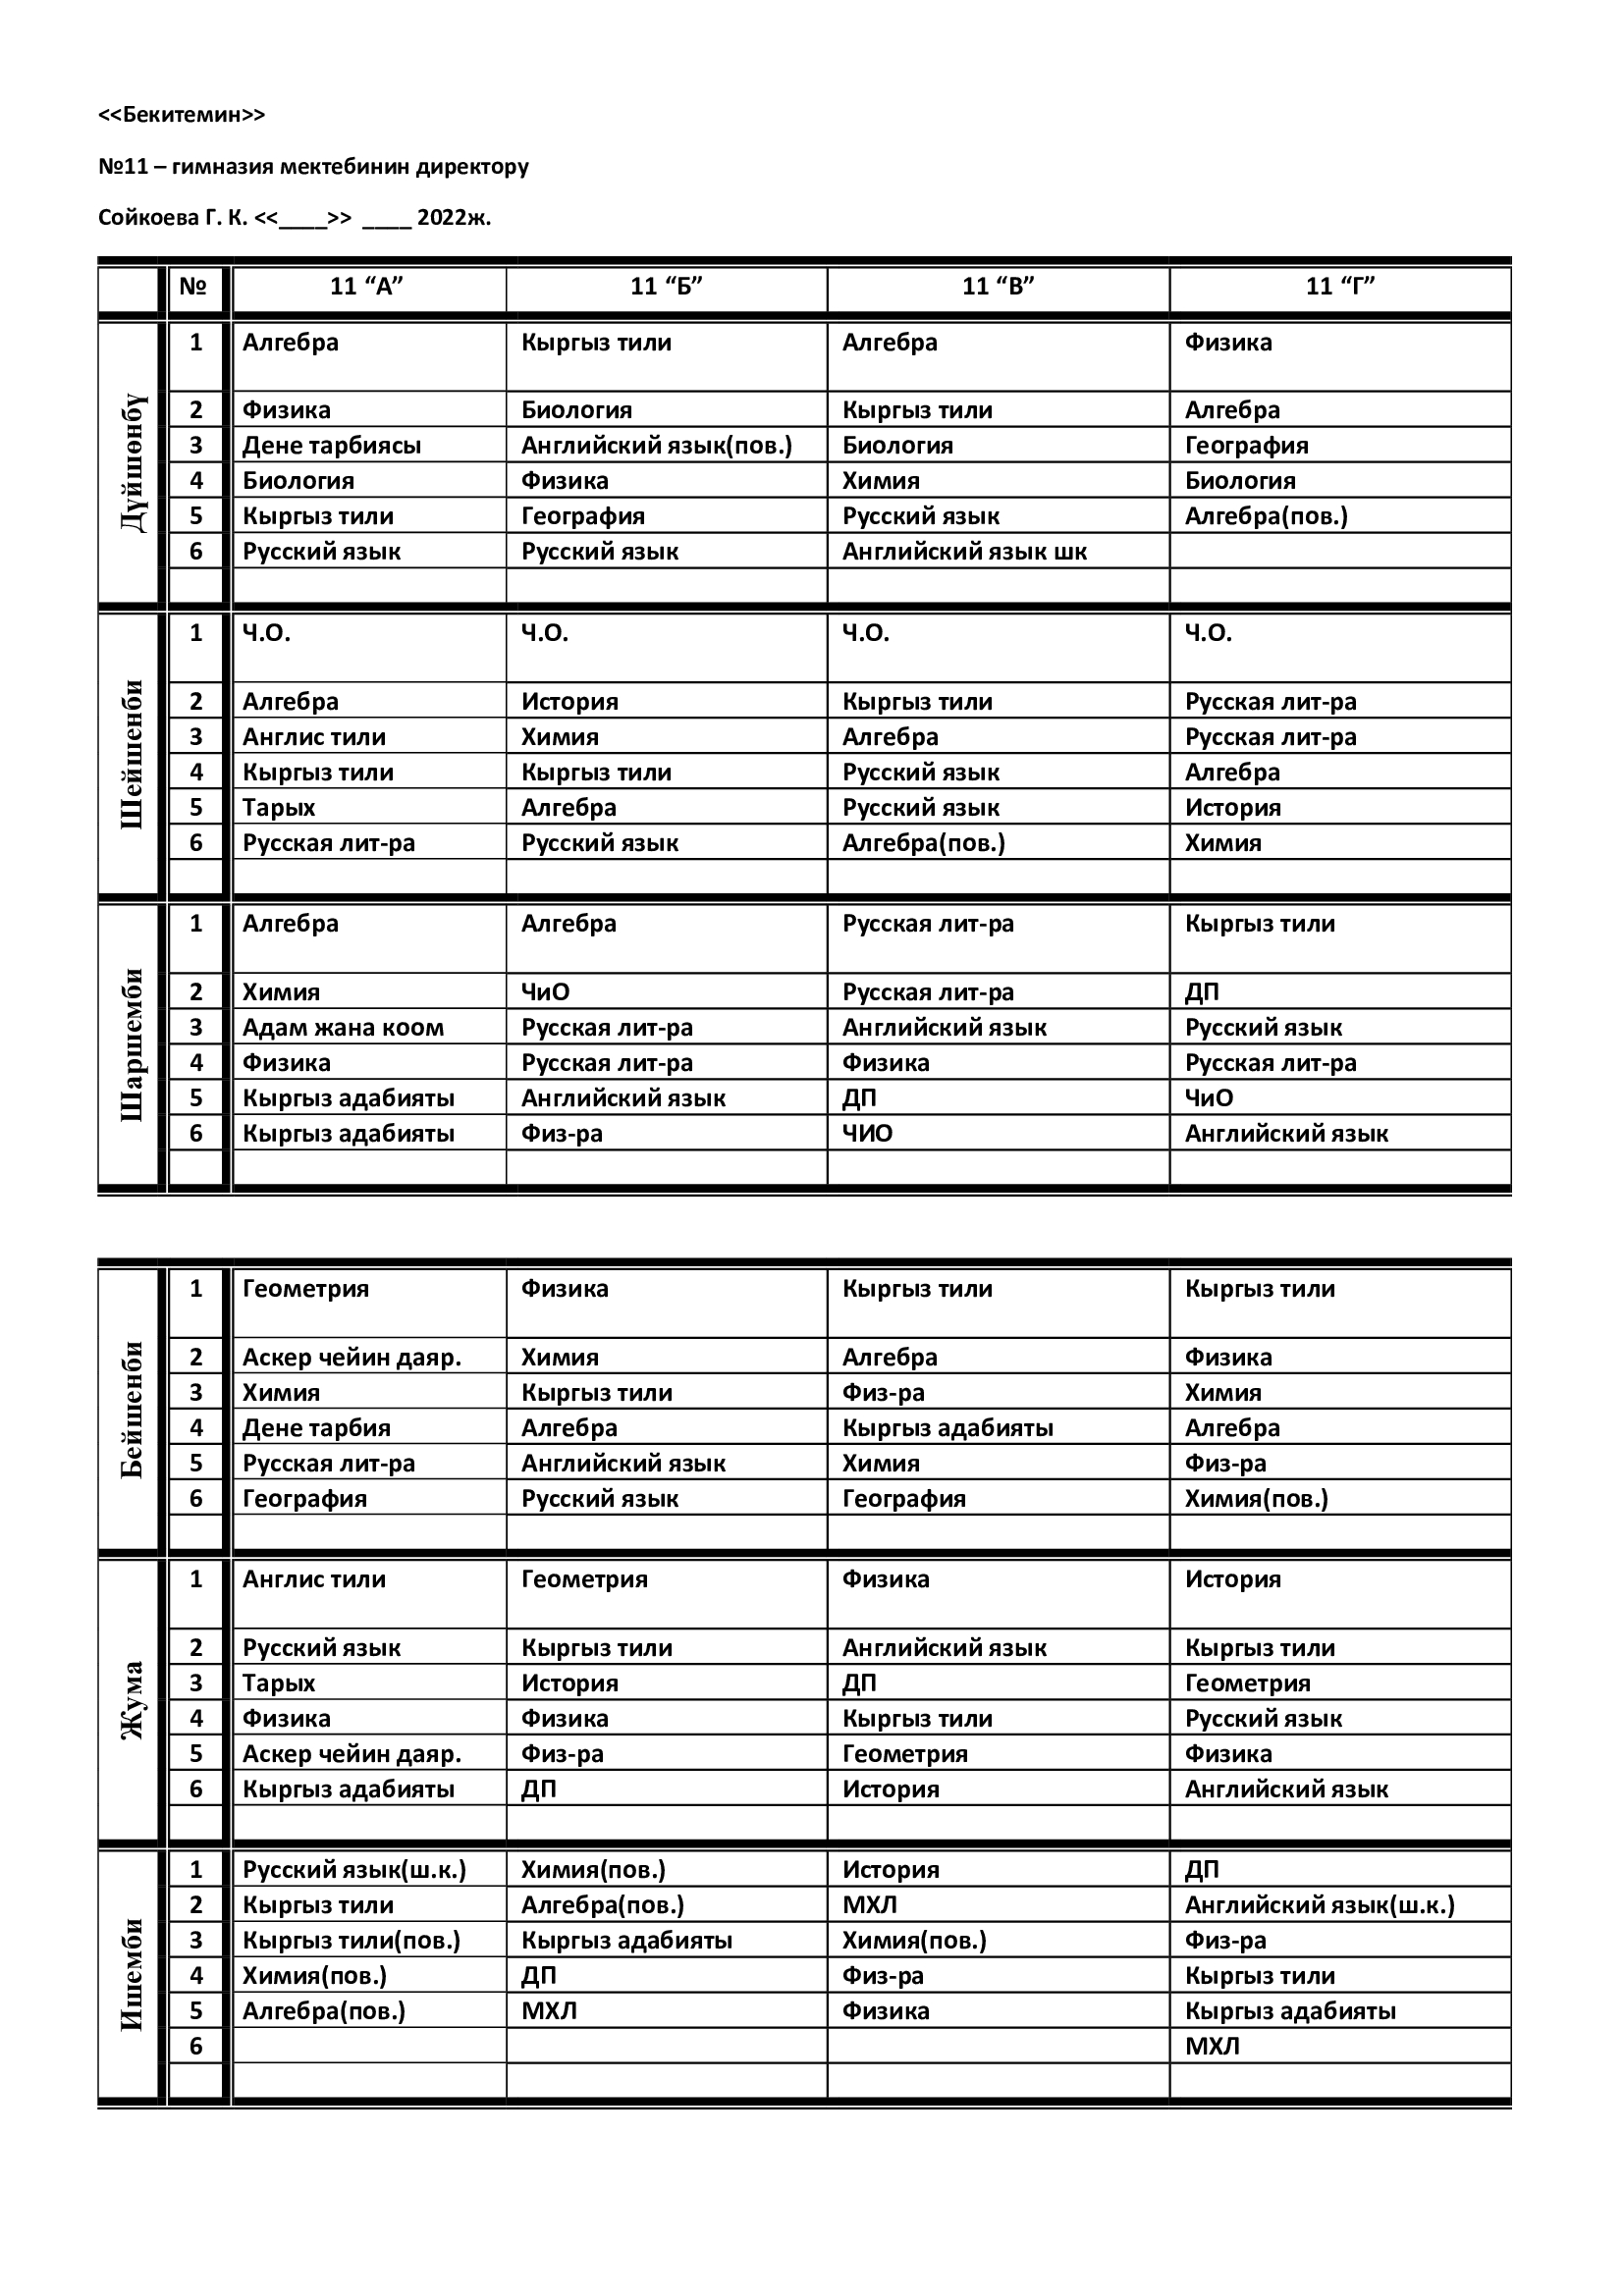 <<Бекитемин>>
№11 – гимназия мектебинин директору
Сойкоева Г. К. <<____>> ____ 2022ж.
№ 11 “А” 11 “Б” 11 “В” 11 “Г”
Дүйшөнбү
1 Алгебра Кыргыз тили Алгебра Физика
2 Физика Биология Кыргыз тили Алгебра
3 Дене тарбиясы Английский язык(пов.) Биология География
4 Биология Физика Химия Биология
5 Кыргыз тили География Русский язык Алгебра(пов.)
6 Русский язык Русский язык Английский язык шк
Шейшенби
1 Ч.О. Ч.О. Ч.О. Ч.О.
2 Алгебра История Кыргыз тили Русская лит-ра
3 Англис тили Химия Алгебра Русская лит-ра
4 Кыргыз тили Кыргыз тили Русский язык Алгебра
5 Тарых Алгебра Русский язык История
6 Русская лит-ра Русский язык Алгебра(пов.) Химия
Шаршемби
1 Алгебра Алгебра Русская лит-ра Кыргыз тили
2 Химия ЧиО Русская лит-ра ДП
3 Адам жана коом Русская лит-ра Английский язык Русский язык
4 Физика Русская лит-ра Физика Русская лит-ра
5 Кыргыз адабияты Английский язык ДП ЧиО
6 Кыргыз адабияты Физ-ра ЧИО Английский язык
Бейшенби
1 Геометрия Физика Кыргыз тили Кыргыз тили
2 Аскер чейин даяр. Химия Алгебра Физика
3 Химия Кыргыз тили Физ-ра Химия
4 Дене тарбия Алгебра Кыргыз адабияты Алгебра
5 Русская лит-ра Английский язык Химия Физ-ра
6 География Русский язык География Химия(пов.)
Жума
1 Англис тили Геометрия Физика История
2 Русский язык Кыргыз тили Английский язык Кыргыз тили
3 Тарых История ДП Геометрия
4 Физика Физика Кыргыз тили Русский язык
5 Аскер чейин даяр. Физ-ра Геометрия Физика
6 Кыргыз адабияты ДП История Английский язык
Ишемби
1 Русский язык(ш.к.) Химия(пов.) История ДП
2 Кыргыз тили Алгебра(пов.) МХЛ Английский язык(ш.к.)
3 Кыргыз тили(пов.) Кыргыз адабияты Химия(пов.) Физ-ра
4 Химия(пов.) ДП Физ-ра Кыргыз тили
5 Алгебра(пов.) МХЛ Физика Кыргыз адабияты
6 МХЛ